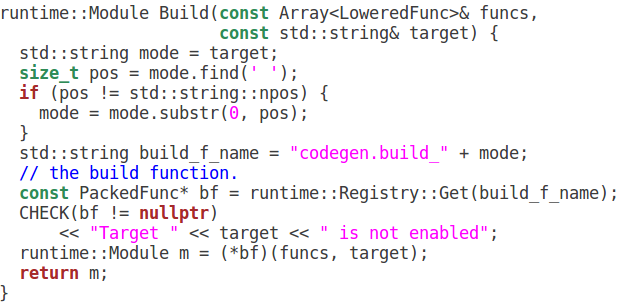 runtime::Module Build(const Array<LoweredFunc>& funcs,
                      const std::string& target) {
  std::string mode = target;
  size_t pos = mode.find(' ');
  if (pos != std::string::npos) {
    mode = mode.substr(0, pos);
  }
  std::string build_f_name = "codegen.build_" + mode;
  // the build function.
  const PackedFunc* bf = runtime::Registry::Get(build_f_name);
  CHECK(bf != nullptr)
      << "Target " << target << " is not enabled";
  runtime::Module m = (*bf)(funcs, target);
  return m;
}